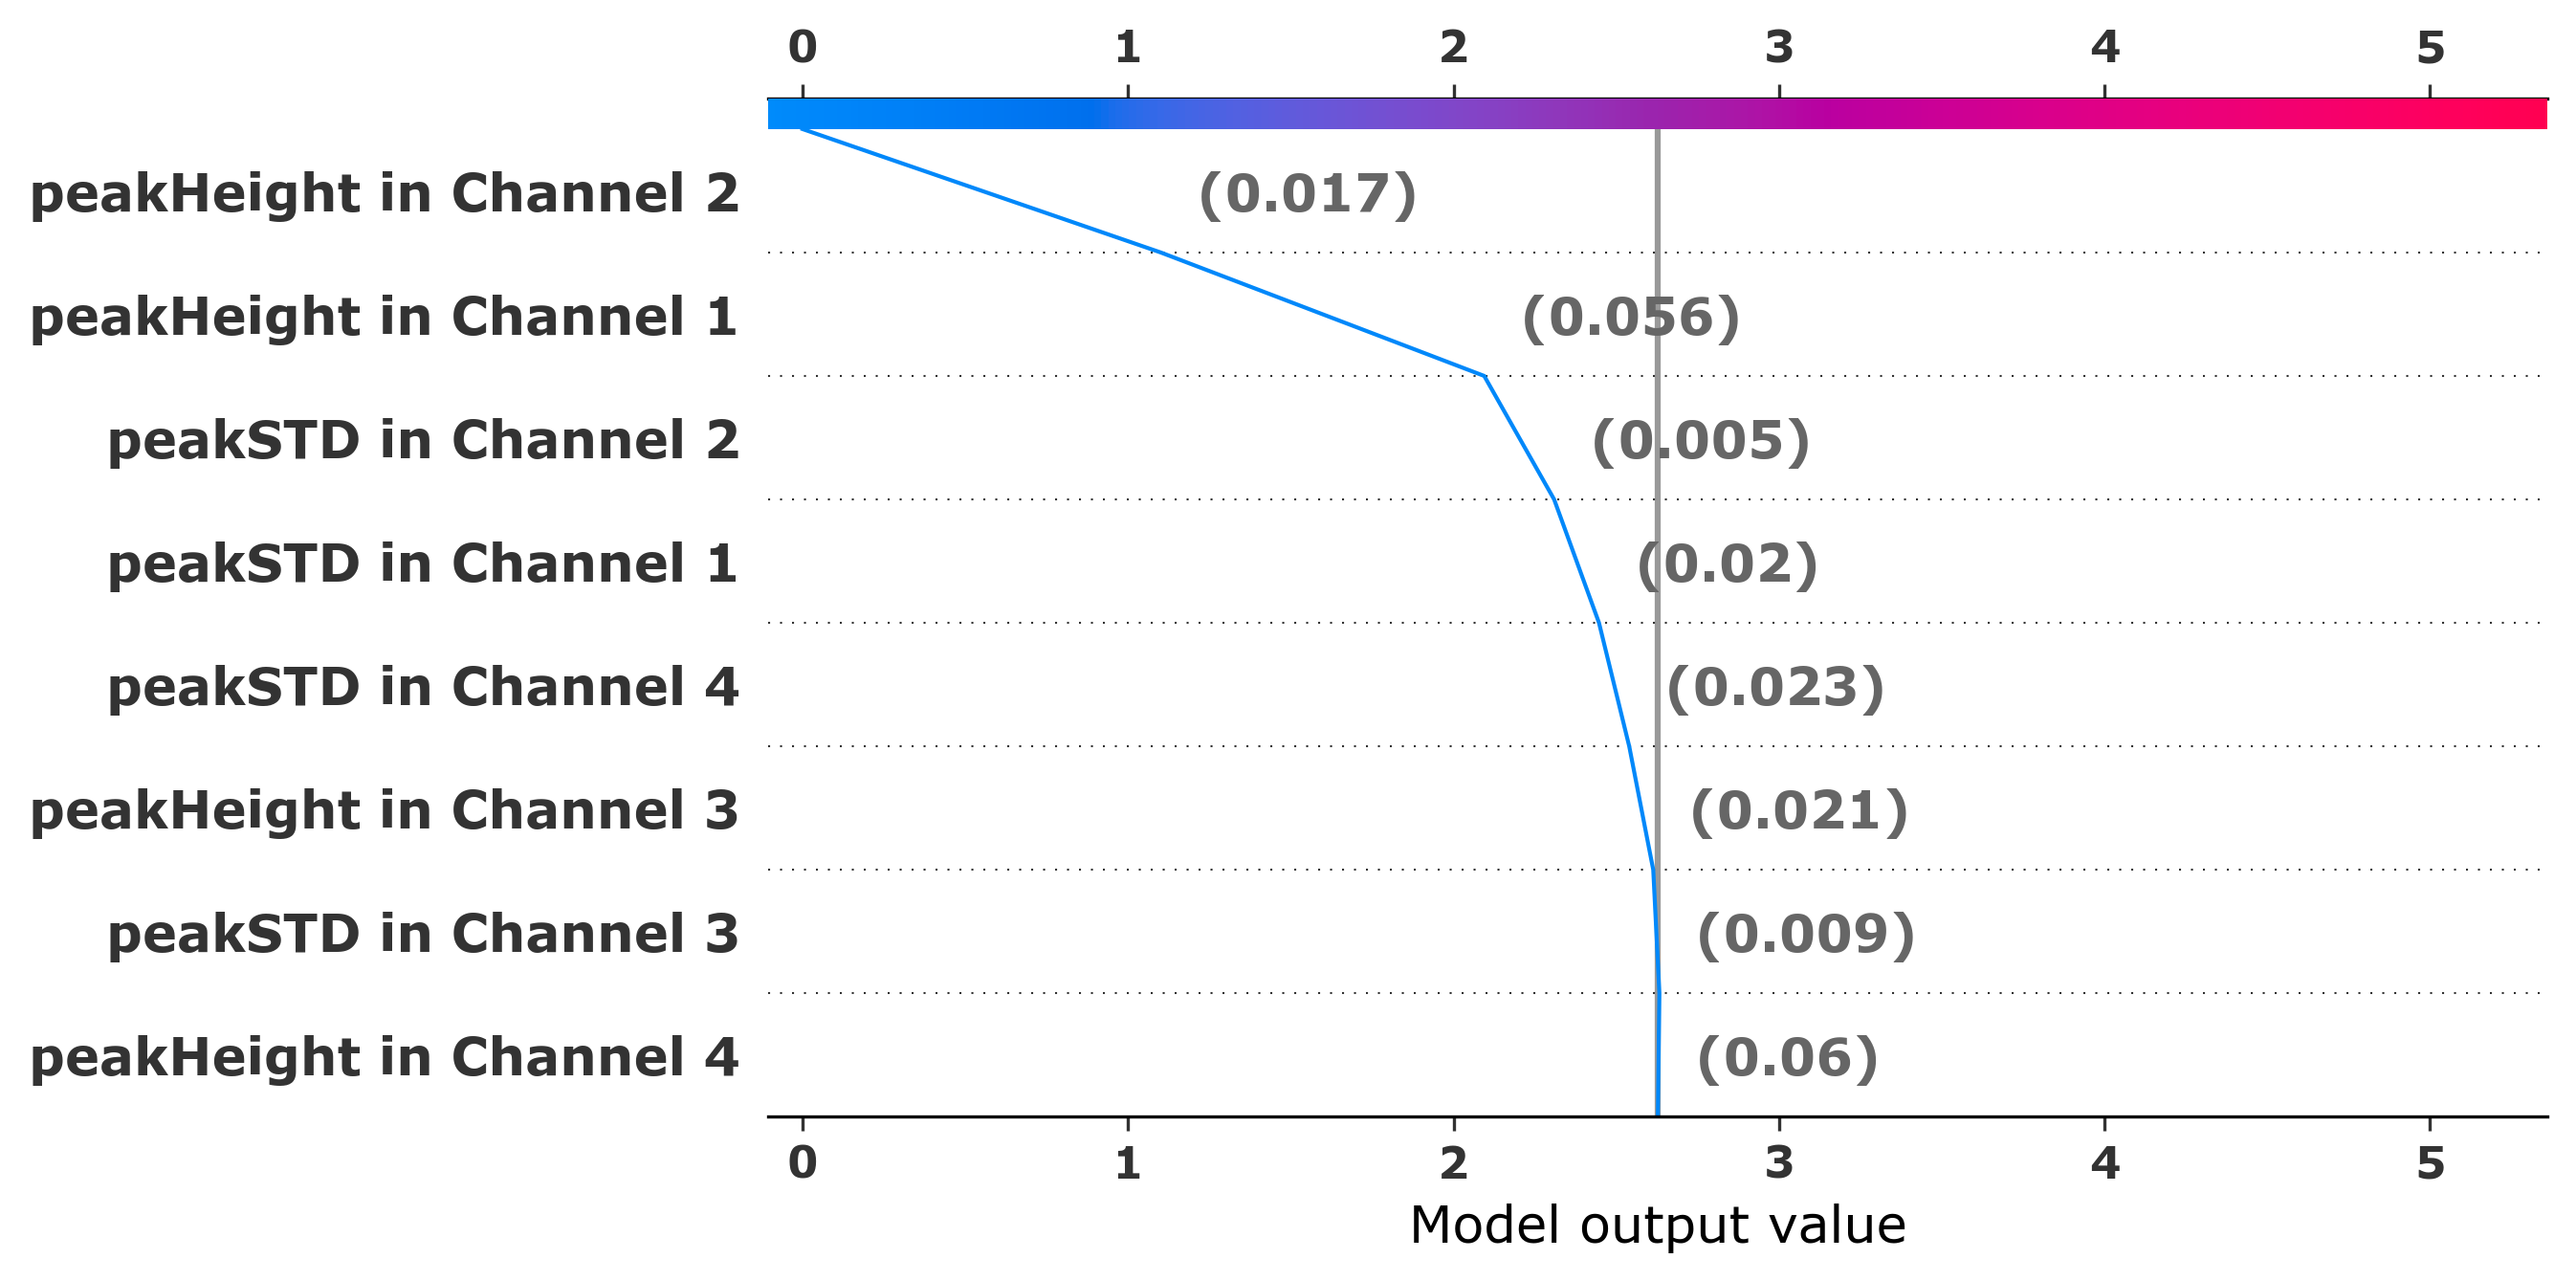 0 1 2 3 4 5
peakHeight in Channel 2 (0.017)
peakHeight in Channel 1 (0.056)
peakSTD in Channel 2 (0.005)
peakSTD in Channel 1 (0.02)
peakSTD in Channel 4 (0.023)
peakHeight in Channel 3 (0.021)
peakSTD in Channel 3 (0.009)
peakHeight in Channel 4 (0.06)
0 1 2 3 4 5
Model output value